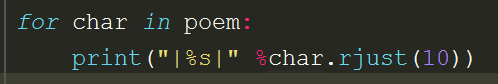 for char in poem:
    print("|%s|" %char.rjust(10))